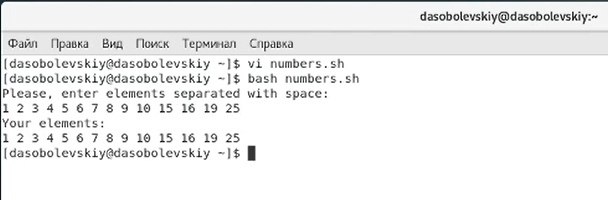 dasobolevskiy@dasobolevskiy:~
Файл Правка Вид Поиск Терминал Справка
[dasobolevskiy@dasobolevskiy ~]$ vi numbers.sh
[dasobolevskiy@dasobolevskiy ~]$ bash numbers.sh
Please, enter elements separated with space:
1 2 3 4 5 6 7 8 9 10 15 16 19 25
Your elements:
1 2 3 4 5 6 7 8 9 10 15 16 19 25
[dasobolevskiy@dasobolevskiy ~]$